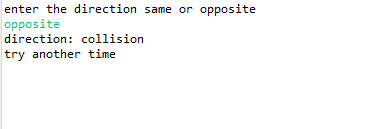 enter the direction same or opposite
opposite
direction: collision
try another time